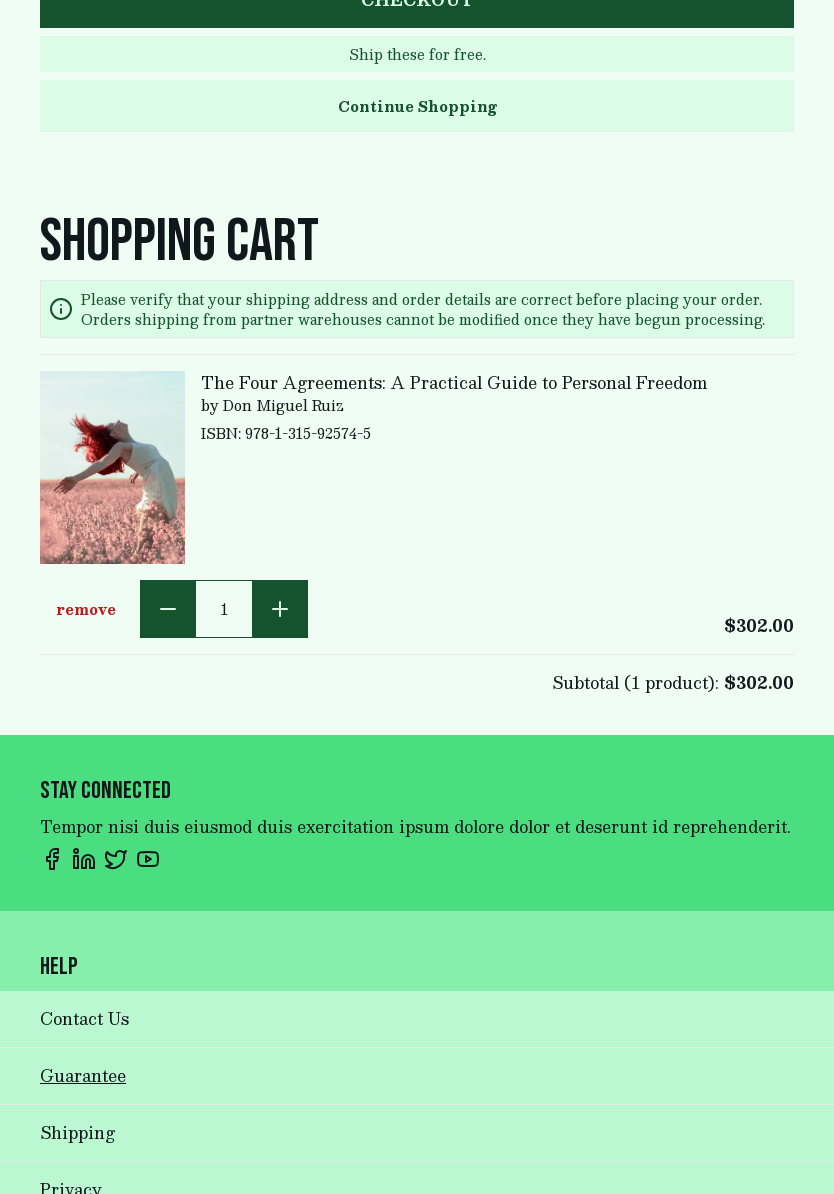 CHECKOUT
Ship these for free.
Continue Shopping
SHOPPING CART
Please verify that your shipping address and order details are correct before placing your order.
Orders shipping from partner warehouses cannot be modified once they have begun processing.
The Four Agreements: A Practical Guide to Personal Freedom
by Don Miguel Ruiz
ISBN: 978-1-315-92574-5
remove
1
$302.00
Subtotal (1 product): $302.00
STAY CONNECTED
Tempor nisi duis eiusmod duis exercitation ipsum dolore dolor et deserunt id reprehenderit.
HELP
Contact Us
Guarantee
Shipping
Privacy